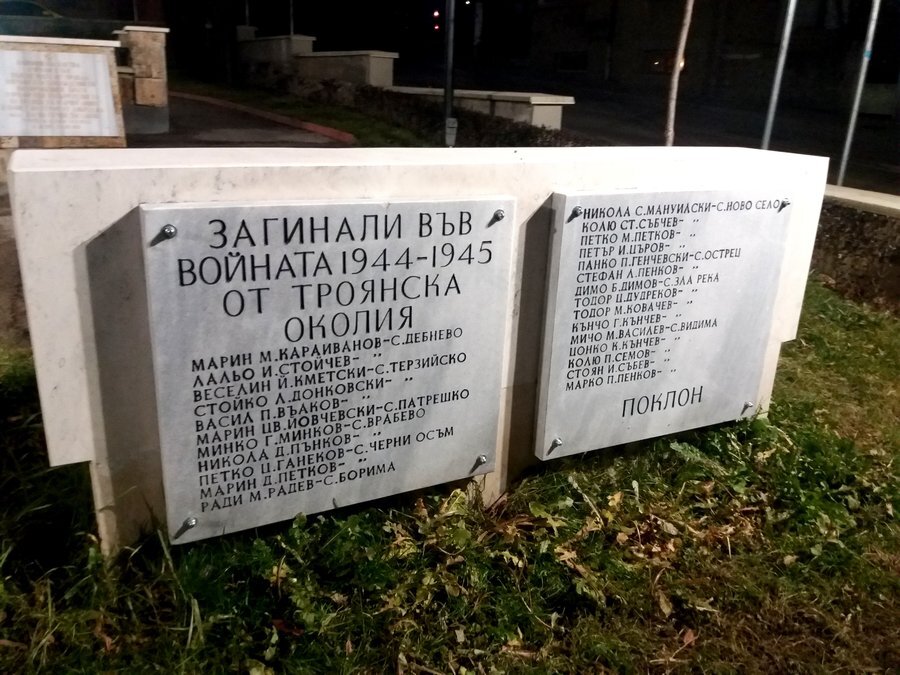 ЗАГИНАЛИ ВЪВ
ВОЙНАТА 1944-1945
ОТ ТРОЯНСКА
ОКОЛИЯ
МАРИН М.КАРАИВАНОВ-С.ДЕБНЕВО
ЛАЛЬО И.СТОЙЧЕВ- ״
ВЕСЕЛИН Й.КМЕТСКИ-С.ТЕРЗИЙСКО
СТОЙКО Л.ДОНКОВСКИ- ״
ВАСИЛ П.ВЪЛКОВ- ״
МАРИН ЦВ.ЙОВЧЕВСКИ-С.ПАТРЕШКО
МИНКО Г.МИНКОВ-С.ВРАБЕВО
НИКОЛА Д.ПЪНКОВ- ״
ПЕТКО Ц.ГАНЕКОВ-С.ЧЕРНИ ОСЪМ
МАРИН Д.ПЕТКОВ- ״
РАДИ М.РАДЕВ-С.БОРИМА
НИКОЛА С.МАНУИЛСКИ-С.НОВО СЕЛО
КОЛЮ СТ.СЪБЧЕВ- ״
ПЕТКО М.ПЕТКОВ- ״
ПЕТЪР И.ЦЪРОВ- ״
ПАНКО П.ГЕНЧЕВСКИ-С.ОСТРЕЦ
СТЕФАН Л.ПЕНКОВ- ״
ДИМО Б.ДИМОВ-С.ЗЛА РЕКА
ТОДОР Ц.ДУДРЕКОВ- ״
ТОДОР М.КОВАЧЕВ- ״
КЪНЧО Г.КЪНЧЕВ- ״
МИЧО М.ВАСИЛЕВ-С.ВИДИМА
ЦОНКО К.КЪНЧЕВ- ״
КОЛЮ П.СЕМОВ- ״
СТОЯН И.СЪБЕВ- ״
МАРКО П.ПЕНКОВ- ״
ПОКЛОН